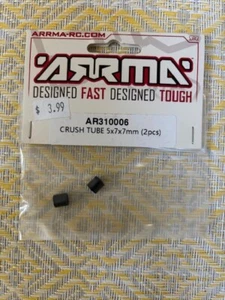 ARRMA-RC.COM
ARRMA
DESIGNED FAST DESIGNED TOUGH
$ 3.99
AR310006
CRUSH TUBE 5x7x7mm (2pcs)